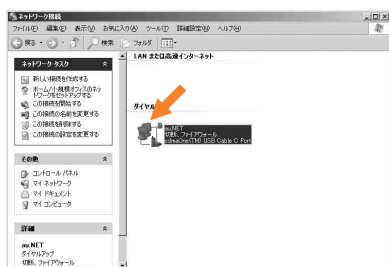 ネットワーク接続
ファイル(F) 編集(E) 表示(V) お気に入り(A) ツール(T) 詳細設定(N) ヘルプ(H)
戻る 検索 フォルダ
ネットワーク タスク
新しい接続を作成する
ホーム/小規模オフィスのネットワークをセットアップする
この接続を開始する
この接続の名前を変更する
この接続を削除する
この接続の設定を変更する
その他
コントロール パネル
マイ ネットワーク
マイ ドキュメント
マイ コンピュータ
詳細
au.NET
ダイヤルアップ
切断、ファイアウォール
LAN または高速インターネット
ダイヤル
au.NET
切断、ファイアウォール
cdmaOne(TM) USB Cable C Port